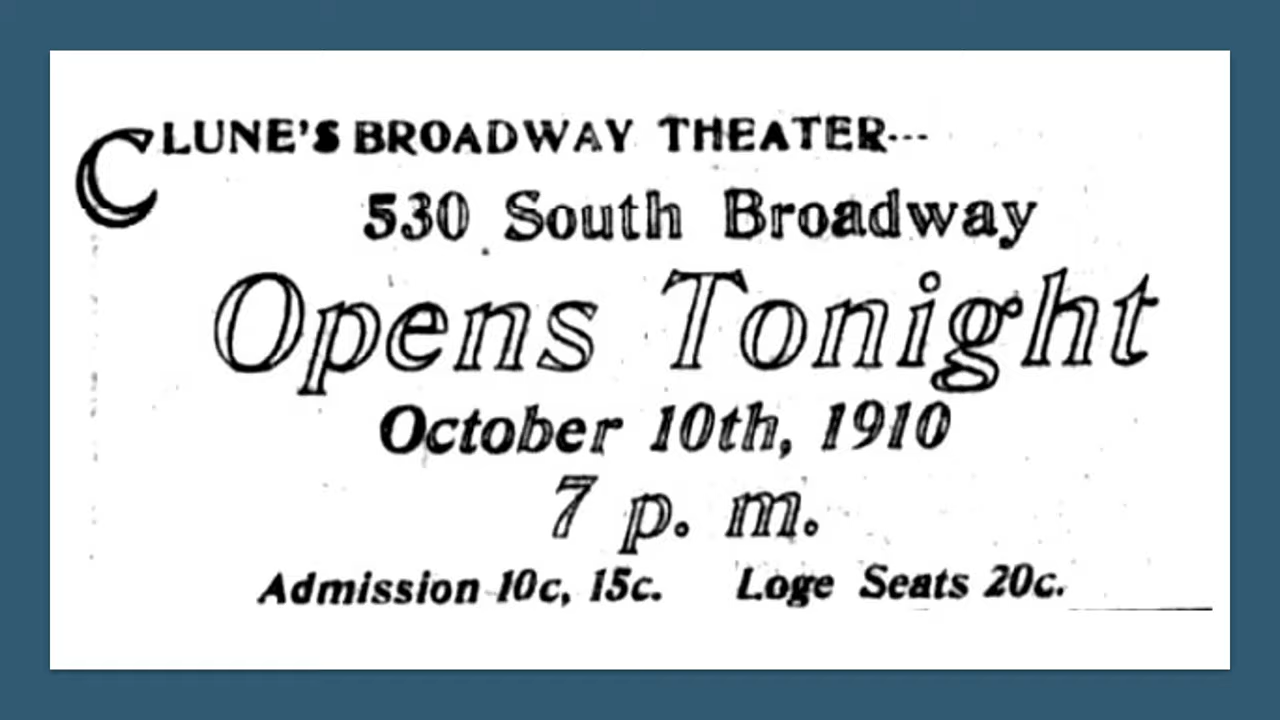 CLUNE'S BROADWAY THEATER---
530 South Broadway
Opens Tonight
October 10th, 1910
7 p. m.
Admission 10c, 15c. Loge Seats 20c.